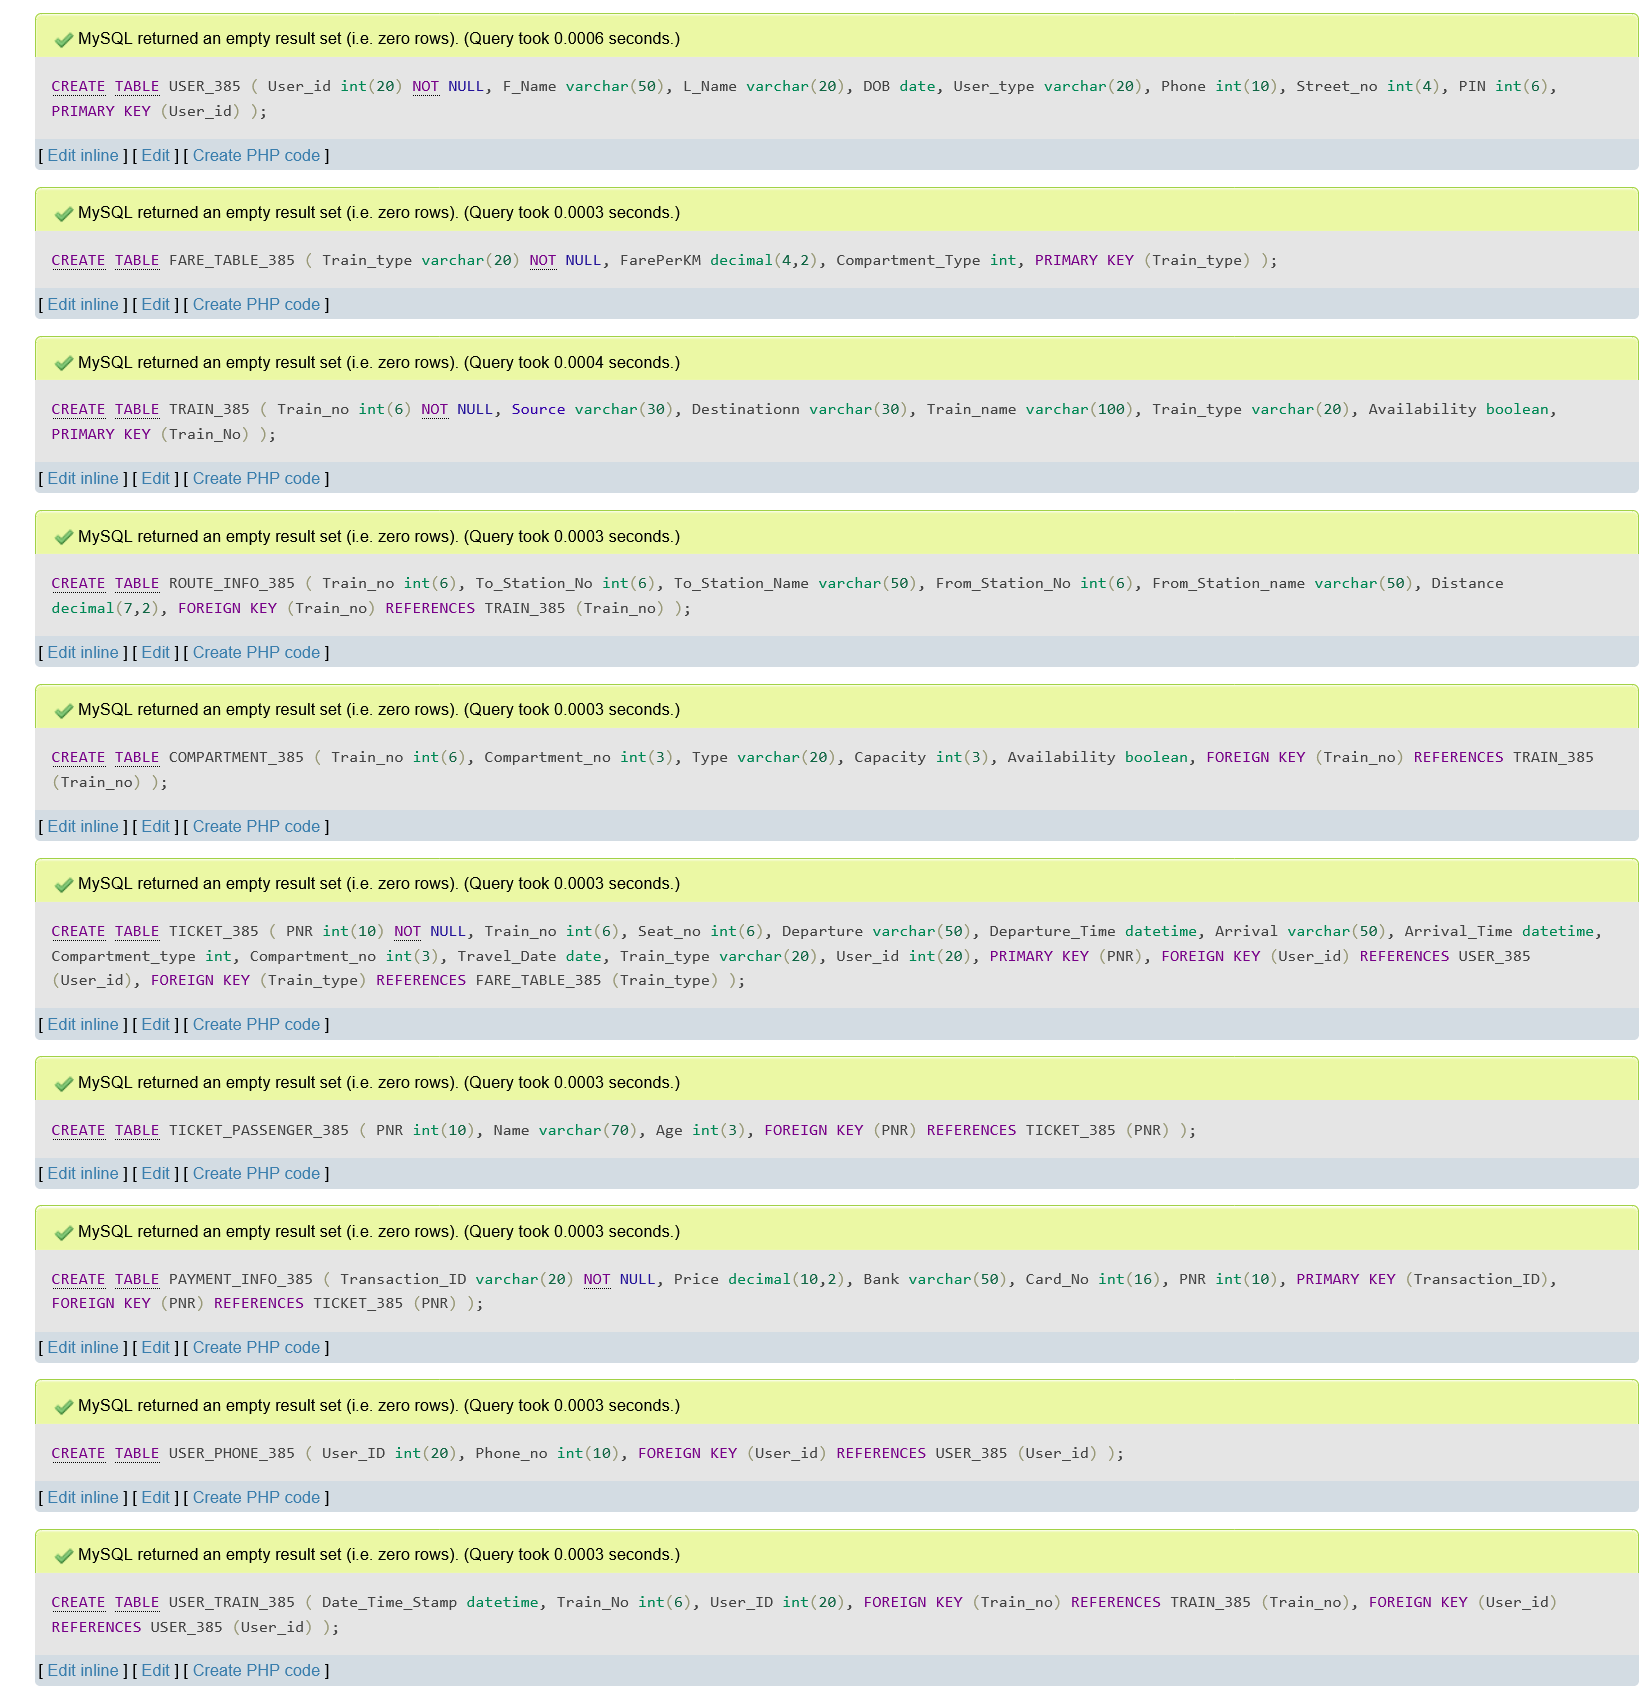 MySQL returned an empty result set (i.e. zero rows). (Query took 0.0006 seconds.)
CREATE TABLE USER_385 ( User_id int(20) NOT NULL, F_Name varchar(50), L_Name varchar(20), DOB date, User_type varchar(20), Phone int(10), Street_no int(4), PIN int(6),
PRIMARY KEY (User_id) );
[ Edit inline ] [ Edit ] [ Create PHP code ]
MySQL returned an empty result set (i.e. zero rows). (Query took 0.0003 seconds.)
CREATE TABLE FARE_TABLE_385 ( Train_type varchar(20) NOT NULL, FarePerKM decimal(4,2), Compartment_Type int, PRIMARY KEY (Train_type) );
[ Edit inline ] [ Edit ] [ Create PHP code ]
MySQL returned an empty result set (i.e. zero rows). (Query took 0.0004 seconds.)
CREATE TABLE TRAIN_385 ( Train_no int(6) NOT NULL, Source varchar(30), Destinationn varchar(30), Train_name varchar(100), Train_type varchar(20), Availability boolean,
PRIMARY KEY (Train_No) );
[ Edit inline ] [ Edit ] [ Create PHP code ]
MySQL returned an empty result set (i.e. zero rows). (Query took 0.0003 seconds.)
CREATE TABLE ROUTE_INFO_385 ( Train_no int(6), To_Station_No int(6), To_Station_Name varchar(50), From_Station_No int(6), From_Station_name varchar(50), Distance
decimal(7,2), FOREIGN KEY (Train_no) REFERENCES TRAIN_385 (Train_no) );
[ Edit inline ] [ Edit ] [ Create PHP code ]
MySQL returned an empty result set (i.e. zero rows). (Query took 0.0003 seconds.)
CREATE TABLE COMPARTMENT_385 ( Train_no int(6), Compartment_no int(3), Type varchar(20), Capacity int(3), Availability boolean, FOREIGN KEY (Train_no) REFERENCES TRAIN_385
(Train_no) );
[ Edit inline ] [ Edit ] [ Create PHP code ]
MySQL returned an empty result set (i.e. zero rows). (Query took 0.0003 seconds.)
CREATE TABLE TICKET_385 ( PNR int(10) NOT NULL, Train_no int(6), Seat_no int(6), Departure varchar(50), Departure_Time datetime, Arrival varchar(50), Arrival_Time datetime,
Compartment_type int, Compartment_no int(3), Travel_Date date, Train_type varchar(20), User_id int(20), PRIMARY KEY (PNR), FOREIGN KEY (User_id) REFERENCES USER_385
(User_id), FOREIGN KEY (Train_type) REFERENCES FARE_TABLE_385 (Train_type) );
[ Edit inline ] [ Edit ] [ Create PHP code ]
MySQL returned an empty result set (i.e. zero rows). (Query took 0.0003 seconds.)
CREATE TABLE TICKET_PASSENGER_385 ( PNR int(10), Name varchar(70), Age int(3), FOREIGN KEY (PNR) REFERENCES TICKET_385 (PNR) );
[ Edit inline ] [ Edit ] [ Create PHP code ]
MySQL returned an empty result set (i.e. zero rows). (Query took 0.0003 seconds.)
CREATE TABLE PAYMENT_INFO_385 ( Transaction_ID varchar(20) NOT NULL, Price decimal(10,2), Bank varchar(50), Card_No int(16), PNR int(10), PRIMARY KEY (Transaction_ID),
FOREIGN KEY (PNR) REFERENCES TICKET_385 (PNR) );
[ Edit inline ] [ Edit ] [ Create PHP code ]
MySQL returned an empty result set (i.e. zero rows). (Query took 0.0003 seconds.)
CREATE TABLE USER_PHONE_385 ( User_ID int(20), Phone_no int(10), FOREIGN KEY (User_id) REFERENCES USER_385 (User_id) );
[ Edit inline ] [ Edit ] [ Create PHP code ]
MySQL returned an empty result set (i.e. zero rows). (Query took 0.0003 seconds.)
CREATE TABLE USER_TRAIN_385 ( Date_Time_Stamp datetime, Train_No int(6), User_ID int(20), FOREIGN KEY (Train_no) REFERENCES TRAIN_385 (Train_no), FOREIGN KEY (User_id)
REFERENCES USER_385 (User_id) );
[ Edit inline ] [ Edit ] [ Create PHP code ]